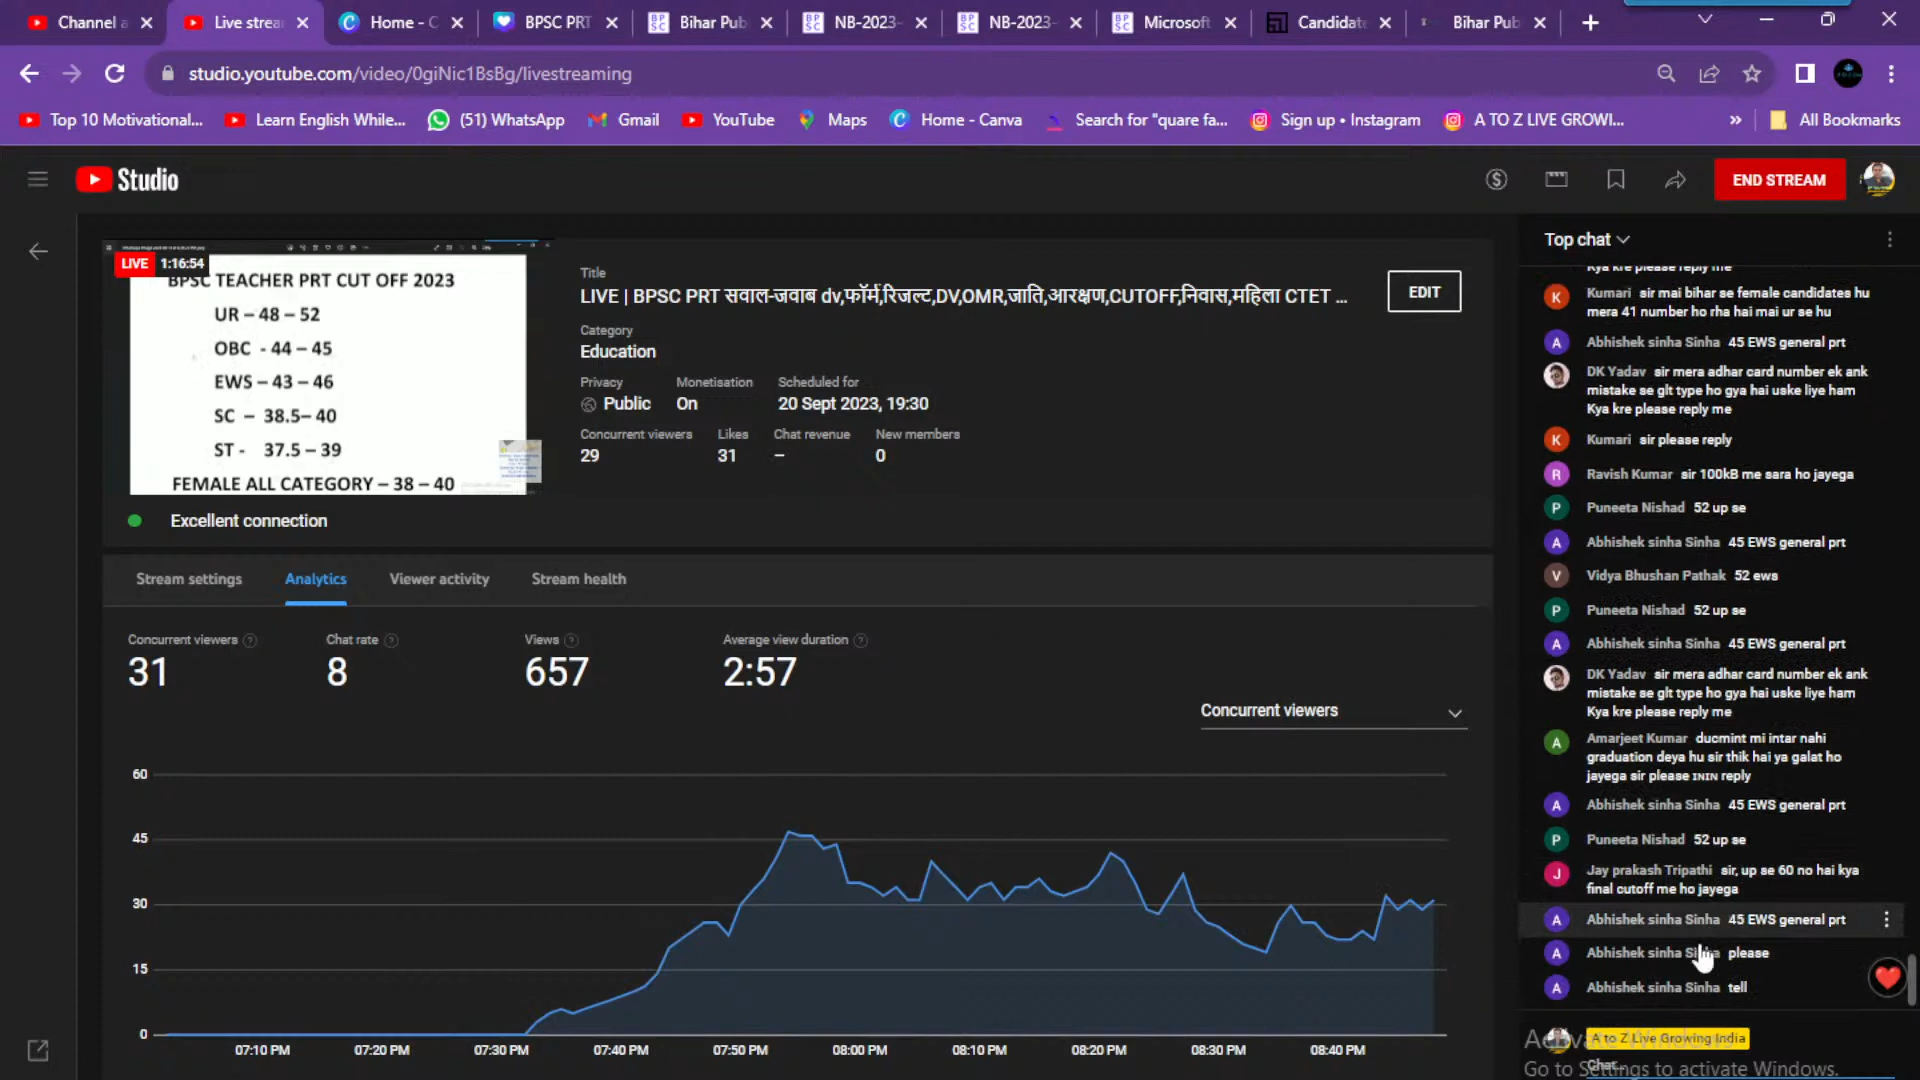 Channel a
Live strea
Home - C
BPSC PRT
Bihar Pub
NB-2023-
NB-2023-
Microsoft
Candidate
Bihar Pub
studio.youtube.com/video/0giNic1BsBg/livestreaming
Top 10 Motivational...
Learn English While...
(51) WhatsApp
Gmail
YouTube
Maps
Home - Canva
Search for "quare fa...
Sign up • Instagram
A TO Z LIVE GROWI...
»
All Bookmarks
Studio
END STREAM
LIVE 1:16:54
BPSC TEACHER PRT CUT OFF 2023
UR – 48 – 52
OBC - 44 – 45
EWS – 43 – 46
SC – 38.5– 40
ST - 37.5 – 39
FEMALE ALL CATEGORY – 38 – 40
Title
LIVE | BPSC PRT सवाल-जवाब dv,फॉर्म,रिजल्ट,DV,OMR,जाति,आरक्षण,CUTOFF,निवास,महिला CTET ...
EDIT
Category
Education
Privacy
Public
Monetisation
On
Scheduled for
20 Sept 2023, 19:30
Concurrent viewers
29
Likes
31
Chat revenue
–
New members
0
Excellent connection
Stream settings
Analytics
Viewer activity
Stream health
Concurrent viewers
31
Chat rate
8
Views
657
Average view duration
2:57
Concurrent viewers
60
45
30
15
0
07:10 PM
07:20 PM
07:30 PM
07:40 PM
07:50 PM
08:00 PM
08:10 PM
08:20 PM
08:30 PM
08:40 PM
Top chat
Kya kre please reply me
Kumari sir mai bihar se female candidates hu
mera 41 number ho rha hai mai ur se hu
Abhishek sinha Sinha 45 EWS general prt
DK Yadav sir mera adhar card number ek ank
mistake se glt type ho gya hai uske liye ham
Kya kre please reply me
Kumari sir please reply
Ravish Kumar sir 100kB me sara ho jayega
Puneeta Nishad 52 up se
Abhishek sinha Sinha 45 EWS general prt
Vidya Bhushan Pathak 52 ews
Puneeta Nishad 52 up se
Abhishek sinha Sinha 45 EWS general prt
DK Yadav sir mera adhar card number ek ank
mistake se glt type ho gya hai uske liye ham
Kya kre please reply me
Amarjeet Kumar ducmint mi intar nahi
graduation deya hu sir thik hai ya galat ho
jayega sir please ɪɴɪɴ reply
Abhishek sinha Sinha 45 EWS general prt
Puneeta Nishad 52 up se
Jay prakash Tripathi sir, up se 60 no hai kya
final cutoff me ho jayega
Abhishek sinha Sinha 45 EWS general prt
Abhishek sinha Sinha please
Abhishek sinha Sinha tell
A to Z Live Growing India
Chat...
Activate Windows
Go to Settings to activate Windows.